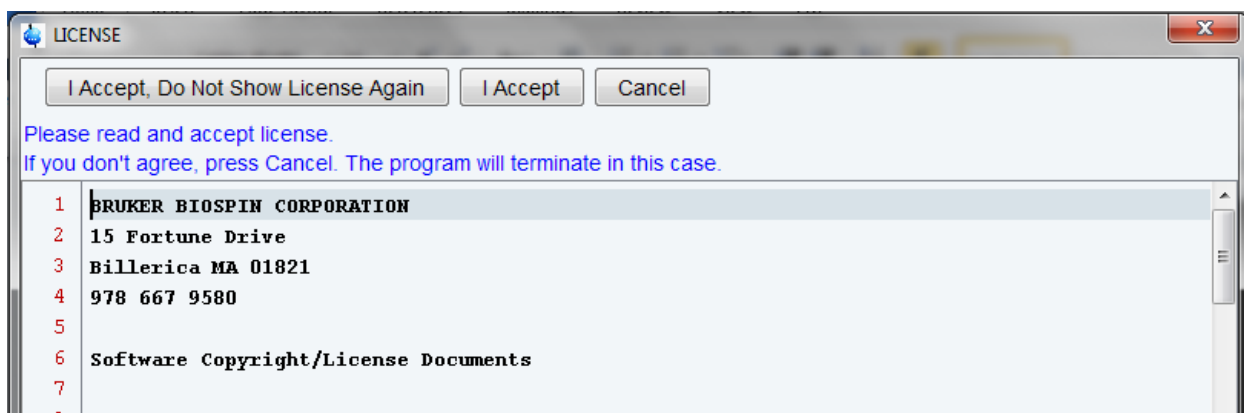 LICENSE
I Accept, Do Not Show License Again I Accept Cancel
Please read and accept license.
If you don't agree, press Cancel. The program will terminate in this case.
1 BRUKER BIOSPIN CORPORATION
2 15 Fortune Drive
3 Billerica MA 01821
4 978 667 9580
5
6 Software Copyright/License Documents
7